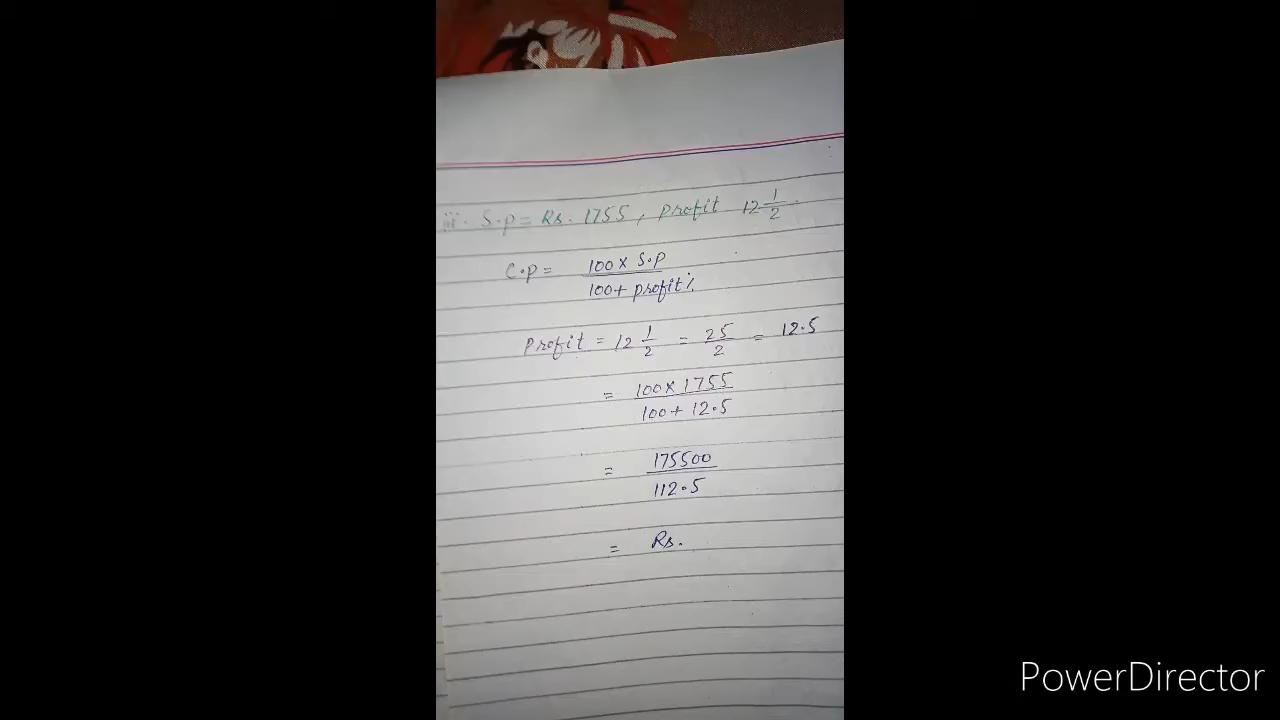 iii. S.p = Rs. 1755, profit 12 1/2.
C.p = 100 x S.p / 100 + profit %
Profit = 12 1/2 = 25/2 = 12.5
= 100 x 1755 / 100 + 12.5
= 175500 / 112.5
= Rs.
PowerDirector